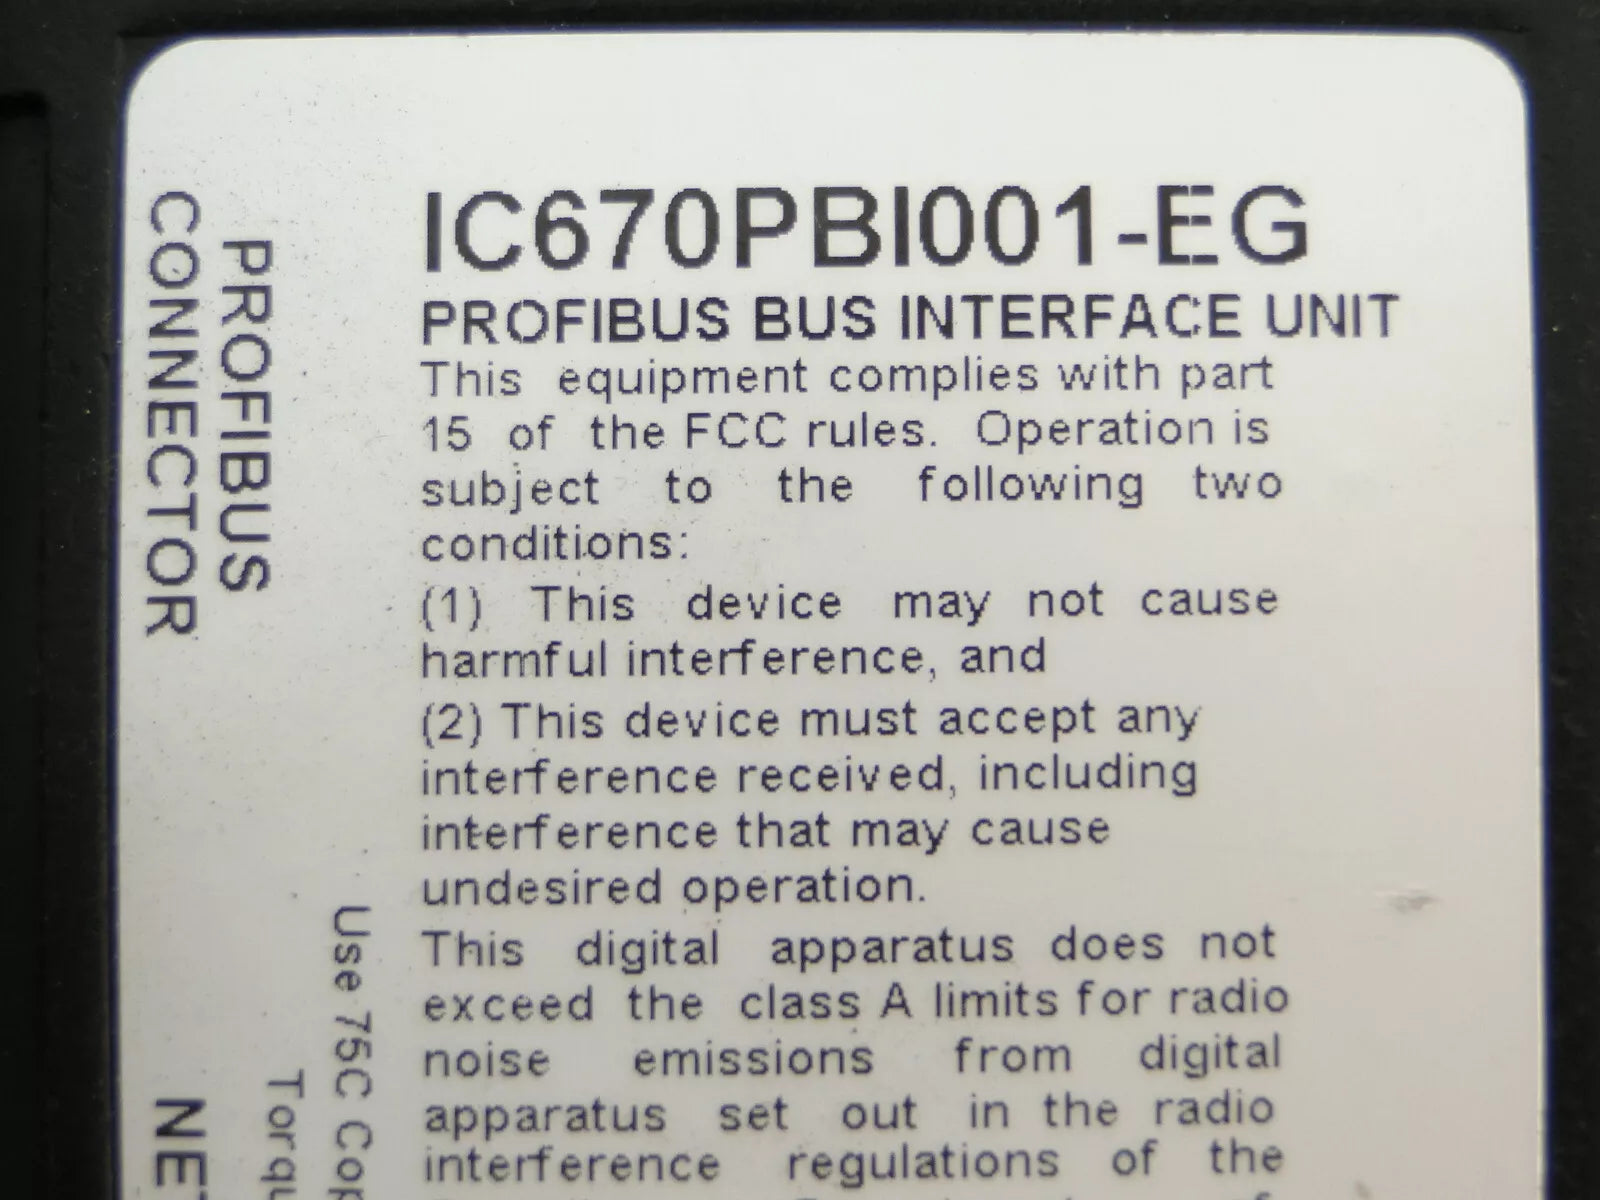 IC670PBI001-EG
PROFIBUS BUS INTERFACE UNIT
This equipment complies with part
15 of the FCC rules. Operation is
subject to the following two
conditions:
(1) This device may not cause
harmful interference, and
(2) This device must accept any
interference received, including
interference that may cause
undesired operation.
This digital apparatus does not
exceed the class A limits for radio
noise emissions from digital
apparatus set out in the radio
interference regulations of the
PROFIBUS
CONNECTOR
Use 75C